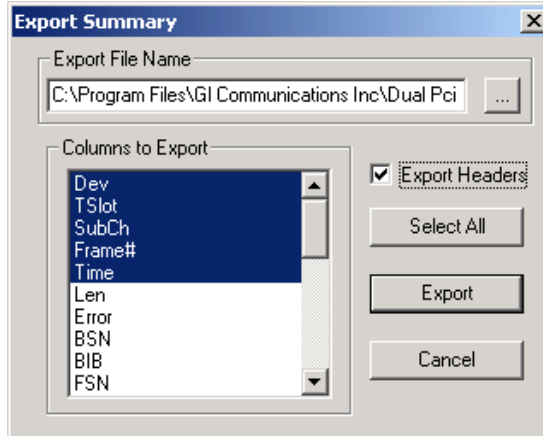 Export Summary
Export File Name
C:\Program Files\GI Communications Inc\Dual Pci
...
Columns to Export
Dev
TSlot
SubCh
Frame#
Time
Len
Error
BSN
BIB
FSN
Export Headers
Select All
Export
Cancel